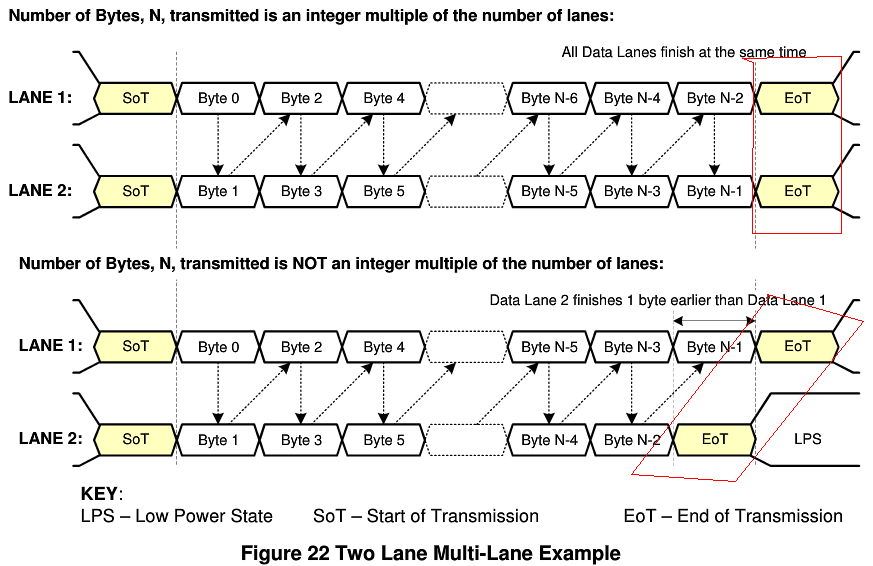 Number of Bytes, N, transmitted is an integer multiple of the number of lanes:
All Data Lanes finish at the same time
LANE 1: SoT Byte 0 Byte 2 Byte 4 Byte N-6 Byte N-4 Byte N-2 EoT
LANE 2: SoT Byte 1 Byte 3 Byte 5 Byte N-5 Byte N-3 Byte N-1 EoT
Number of Bytes, N, transmitted is NOT an integer multiple of the number of lanes:
Data Lane 2 finishes 1 byte earlier than Data Lane 1
LANE 1: SoT Byte 0 Byte 2 Byte 4 Byte N-5 Byte N-3 Byte N-1 EoT
LANE 2: SoT Byte 1 Byte 3 Byte 5 Byte N-4 Byte N-2 EoT LPS
KEY:
LPS – Low Power State SoT – Start of Transmission EoT – End of Transmission
Figure 22 Two Lane Multi-Lane Example